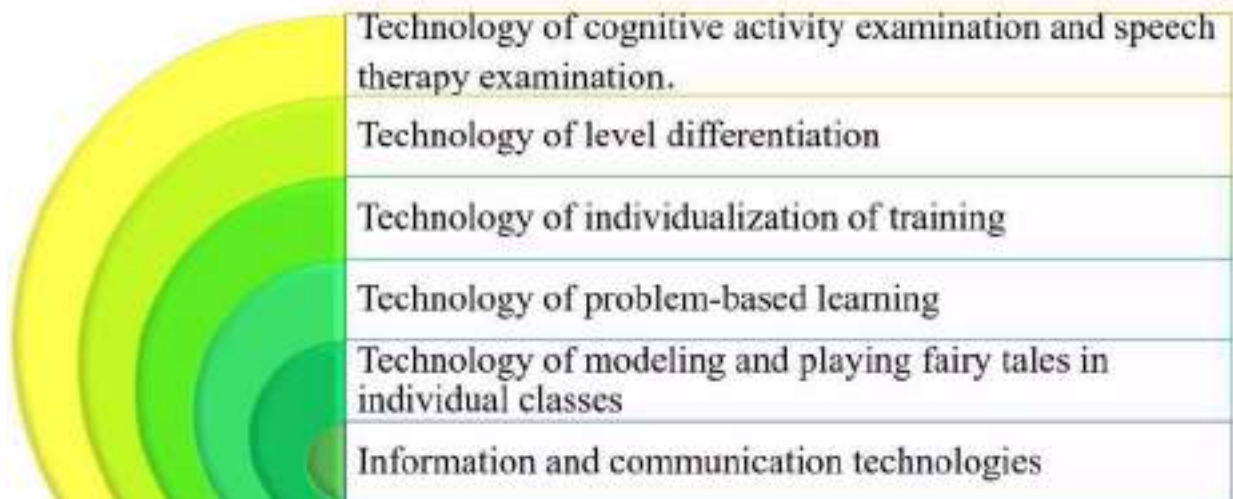 Technology of cognitive activity examination and speech
therapy examination.
Technology of level differentiation
Technology of individualization of training
Technology of problem-based learning
Technology of modeling and playing fairy tales in
individual classes
Information and communication technologies